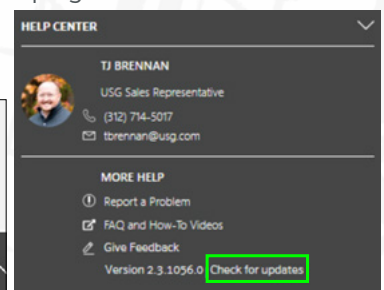 HELP CENTER
TJ BRENNAN
USG Sales Representative
(312) 714-5017
tbrennan@usg.com
MORE HELP
Report a Problem
FAQ and How-To Videos
Give Feedback
Version 2.3.1056.0 Check for updates